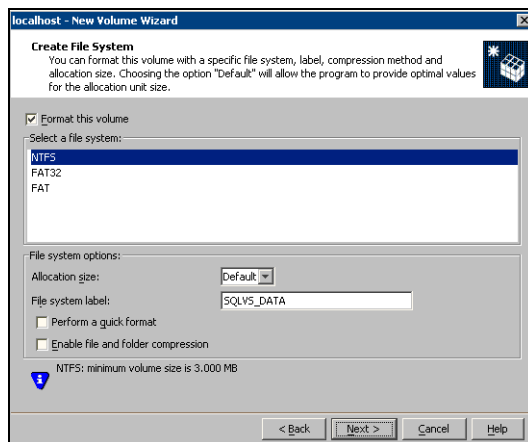 localhost - New Volume Wizard
Create File System
You can format this volume with a specific file system, label, compression method and
allocation size. Choosing the option "Default" will allow the program to provide optimal values
for the allocation unit size.
Format this volume
Select a file system:
NTFS
FAT32
FAT
File system options:
Allocation size:
Default
File system label:
SQLVS_DATA
Perform a quick format
Enable file and folder compression
NTFS: minimum volume size is 3.000 MB
< Back
Next >
Cancel
Help